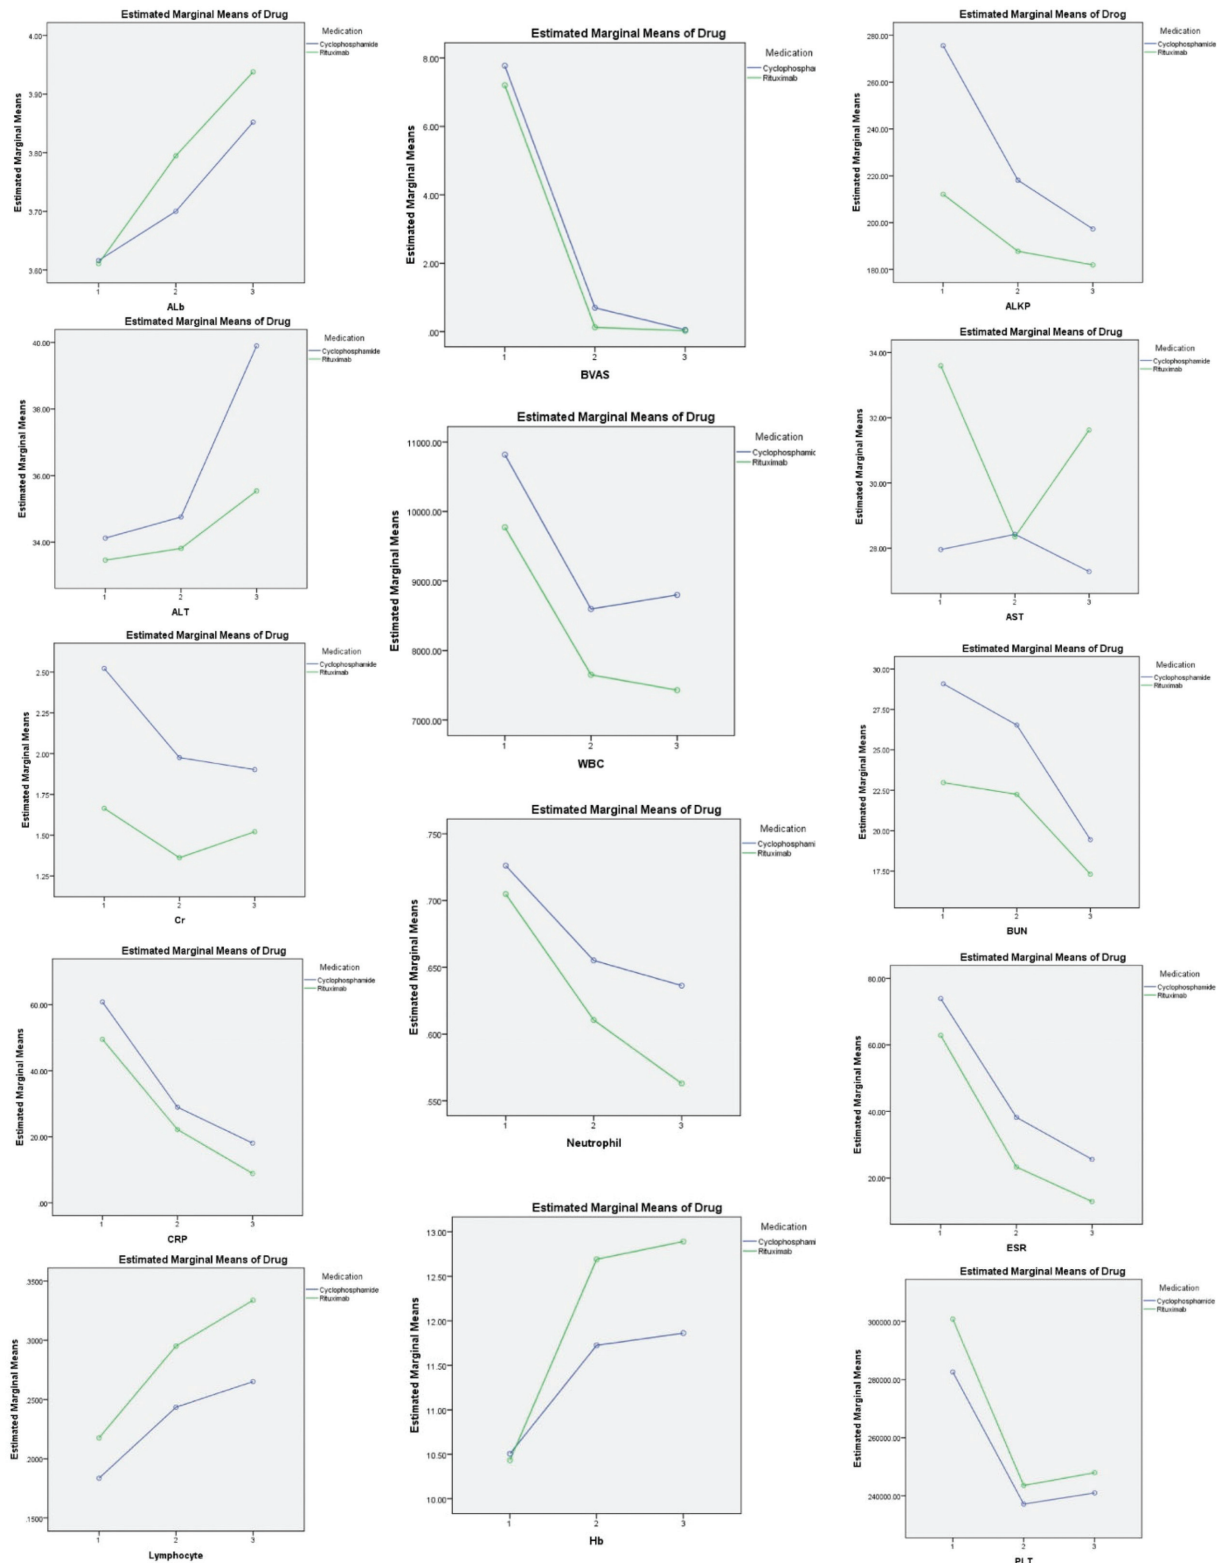 Estimated Marginal Means of Drug
Medication
Cyclophosphamide
Rituximab
Estimated Marginal Means
4.00
3.90
3.80
3.70
3.60
1 2 3
ALb
Estimated Marginal Means of Drug
Medication
Cyclophosphamide
Rituximab
Estimated Marginal Means
40.00
38.00
36.00
34.00
1 2 3
ALT
Estimated Marginal Means of Drug
Medication
Cyclophosphamide
Rituximab
Estimated Marginal Means
2.50
2.25
2.00
1.75
1.50
1.25
1 2 3
Cr
Estimated Marginal Means of Drug
Medication
Cyclophosphamide
Rituximab
Estimated Marginal Means
60.00
40.00
20.00
.00
1 2 3
CRP
Estimated Marginal Means of Drug
Medication
Cyclophosphamide
Rituximab
Estimated Marginal Means
.3500
.3000
.2500
.2000
.1500
1 2 3
Lymphocyte
Estimated Marginal Means of Drug
Medication
Cyclophospha
Rituximab
Estimated Marginal Means
8.00
6.00
4.00
2.00
.00
1 2 3
BVAS
Estimated Marginal Means of Drug
Medication
Cyclophosphamic
Rituximab
Estimated Marginal Means
11000.00
10000.00
9000.00
8000.00
7000.00
1 2 3
WBC
Estimated Marginal Means of Drug
Medication
Cyclophosphami
Rituximab
Estimated Marginal Means
.750
.700
.650
.600
.550
1 2 3
Neutrophil
Estimated Marginal Means of Drug
Medication
Cyclophosphami
Rituximab
Estimated Marginal Means
13.00
12.50
12.00
11.50
11.00
10.50
10.00
1 2 3
Hb
Estimated Marginal Means of Drog
Medication
Cyclophosphamide
Rituximab
Estimated Marginal Means
280.00
260.00
240.00
220.00
200.00
180.00
1 2 3
ALKP
Estimated Marginal Means of Drug
Medication
Cyclophosphamide
Rituximab
Estimated Marginal Means
34.00
32.00
30.00
28.00
1 2 3
AST
Estimated Marginal Means of Drug
Medication
Cyclophosphamide
Rituximab
Estimated Marginal Means
30.00
27.50
25.00
22.50
20.00
17.50
1 2 3
BUN
Estimated Marginal Means of Drug
Medication
Cyclophosphamide
Rituximab
Estimated Marginal Means
80.00
60.00
40.00
20.00
1 2 3
ESR
Estimated Marginal Means of Drug
Medication
Cyclophosphamide
Rituximab
Estimated Marginal Means
300000.00
280000.00
260000.00
240000.00
1 2 3
PLT